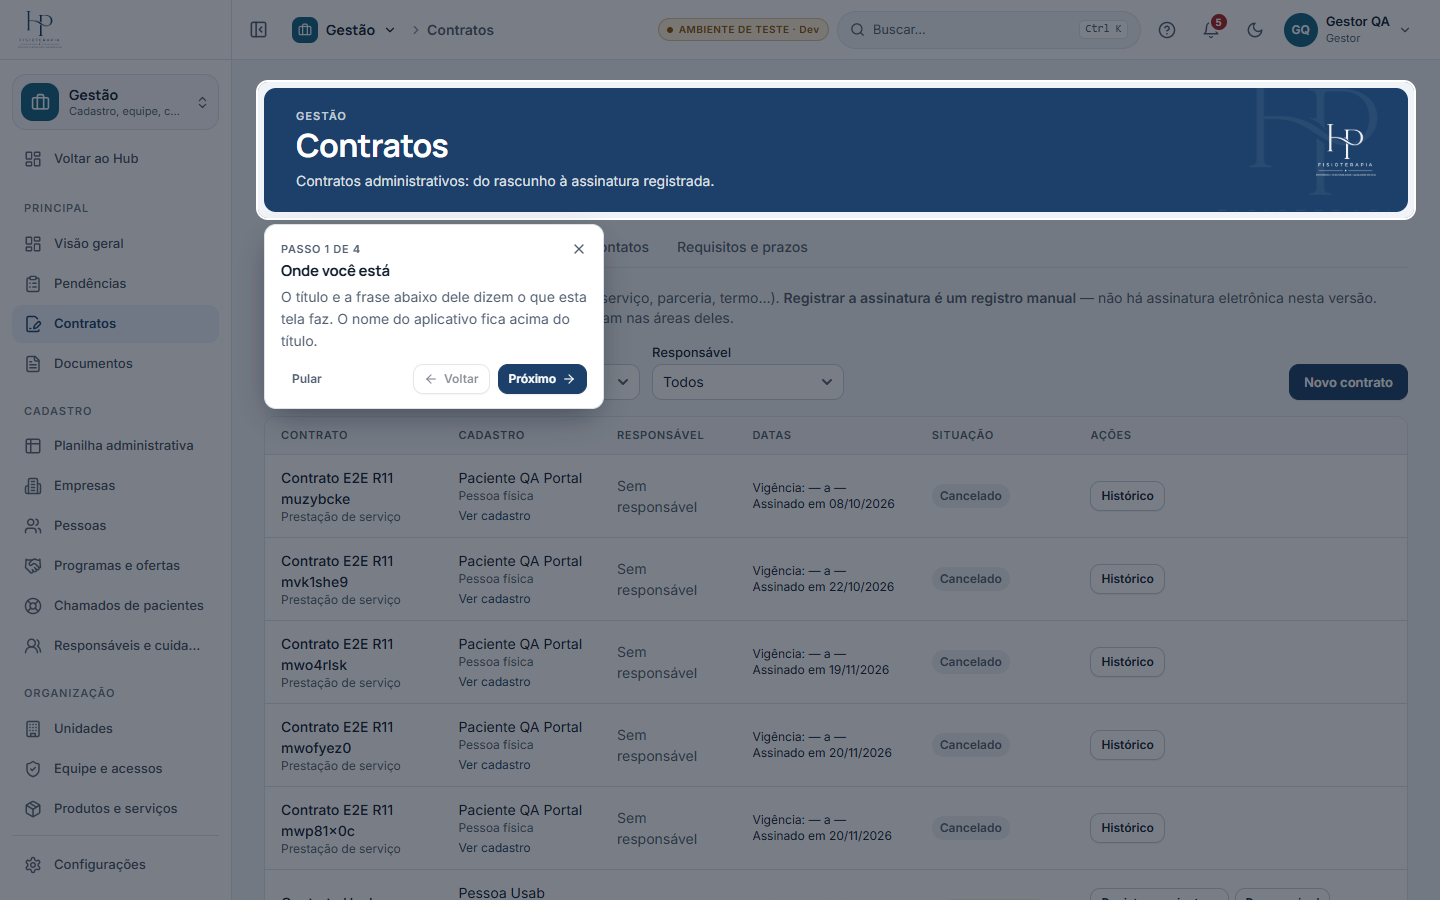 HP
Gestão
Contratos
AMBIENTE DE TESTE · Dev
Buscar...
Ctrl K
5
GQ
Gestor QA
Gestor
Gestão
Cadastro, equipe, c...
Voltar ao Hub
PRINCIPAL
Visão geral
Pendências
Contratos
Documentos
CADASTRO
Planilha administrativa
Empresas
Pessoas
Programas e ofertas
Chamados de pacientes
Responsáveis e cuida...
ORGANIZAÇÃO
Unidades
Equipe e acessos
Produtos e serviços
Configurações
GESTÃO
Contratos
Contratos administrativos: do rascunho à assinatura registrada.
HP
FISIOTERAPIA
PASSO 1 DE 4
Onde você está
O título e a frase abaixo dele dizem o que esta
tela faz. O nome do aplicativo fica acima do
título.
Pular
Voltar
Próximo
Requisitos e prazos
serviço, parceria, termo...). Registrar a assinatura é um registro manual — não há assinatura eletrônica nesta versão.
nas áreas deles.
Responsável
Todos
Novo contrato
CONTRATO CADASTRO RESPONSÁVEL DATAS SITUAÇÃO AÇÕES
Contrato E2E R11
muzybcke
Prestação de serviço
Paciente QA Portal
Pessoa física
Ver cadastro
Sem
responsável
Vigência: — a —
Assinado em 08/10/2026
Cancelado
Histórico
Contrato E2E R11
mvk1she9
Prestação de serviço
Paciente QA Portal
Pessoa física
Ver cadastro
Sem
responsável
Vigência: — a —
Assinado em 22/10/2026
Cancelado
Histórico
Contrato E2E R11
mwo4rlsk
Prestação de serviço
Paciente QA Portal
Pessoa física
Ver cadastro
Sem
responsável
Vigência: — a —
Assinado em 19/11/2026
Cancelado
Histórico
Contrato E2E R11
mwofyez0
Prestação de serviço
Paciente QA Portal
Pessoa física
Ver cadastro
Sem
responsável
Vigência: — a —
Assinado em 20/11/2026
Cancelado
Histórico
Contrato E2E R11
mwp81x0c
Prestação de serviço
Paciente QA Portal
Pessoa física
Ver cadastro
Sem
responsável
Vigência: — a —
Assinado em 20/11/2026
Cancelado
Histórico
Pessoa Usab